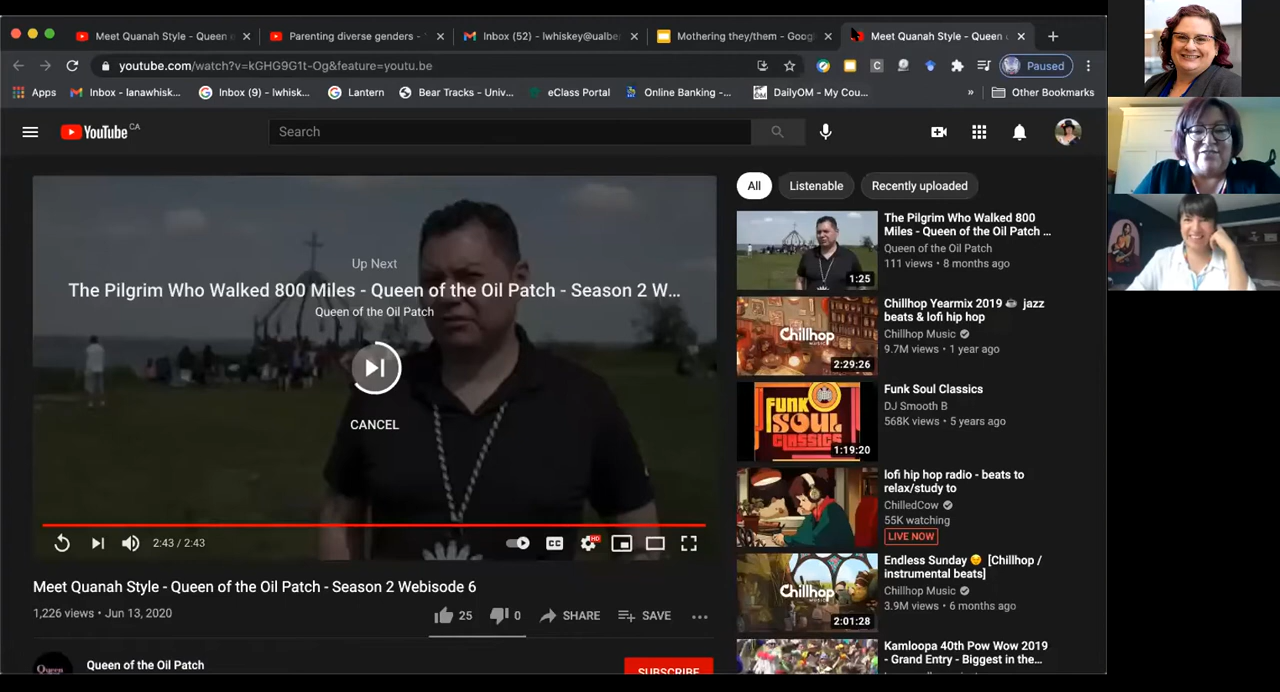 Meet Quanah Style - Queen o
Parenting diverse genders -
Inbox (52) - lwhiskey@ualbe
Mothering they/them - Goog
Meet Quanah Style - Queen
youtube.com/watch?v=kGHG9G1t-Og&feature=youtu.be
Paused
Apps
Inbox - lanawhisk...
Inbox (9) - lwhisk...
Lantern
Bear Tracks - Univ...
eClass Portal
Online Banking -...
DailyOM - My Cou...
»
Other Bookmarks
YouTube CA
Search
All
Listenable
Recently uploaded
Up Next
The Pilgrim Who Walked 800 Miles - Queen of the Oil Patch - Season 2 W...
Queen of the Oil Patch
CANCEL
2:43 / 2:43
CC
HD
Meet Quanah Style - Queen of the Oil Patch - Season 2 Webisode 6
1,226 views • Jun 13, 2020
25
0
SHARE
SAVE
Queen
Queen of the Oil Patch
SUBSCRIBE
1:25
The Pilgrim Who Walked 800
Miles - Queen of the Oil Patch ...
Queen of the Oil Patch
111 views • 8 months ago
Chillhop
MUSIC
2:29:26
Chillhop Yearmix 2019 ☕ jazz
beats & lofi hip hop
Chillhop Music
9.7M views • 1 year ago
FUNK
SOUL
CLASSICS
1:19:20
Funk Soul Classics
DJ Smooth B
568K views • 5 years ago
lofi hip hop radio - beats to
relax/study to
ChilledCow
55K watching
LIVE NOW
Chillhop
MUSIC
2:01:28
Endless Sunday 😌 [Chillhop /
instrumental beats]
Chillhop Music
3.9M views • 6 months ago
Kamloopa 40th Pow Wow 2019
- Grand Entry - Biggest in the...